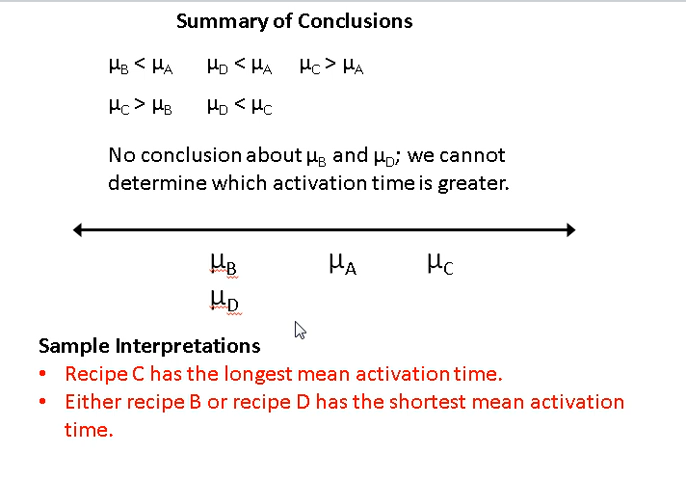 Summary of Conclusions
μB < μA μD < μA μC > μA
μC > μB μD < μC
No conclusion about μB and μD; we cannot
determine which activation time is greater.
μB μA μC
μD
Sample Interpretations
• Recipe C has the longest mean activation time.
• Either recipe B or recipe D has the shortest mean activation
time.